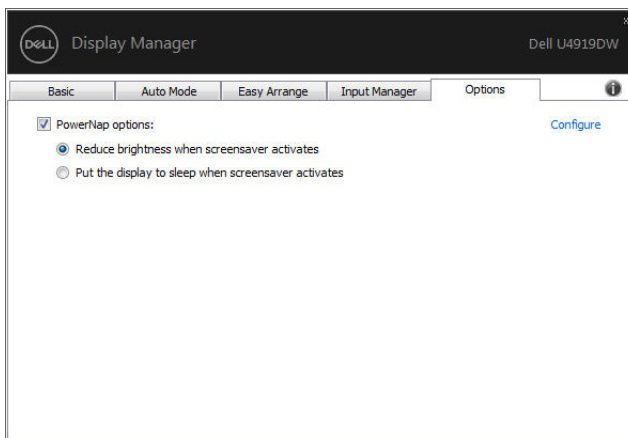 DELL Display Manager Dell U4919DW
Basic Auto Mode Easy Arrange Input Manager Options
PowerNap options: Configure
Reduce brightness when screensaver activates
Put the display to sleep when screensaver activates